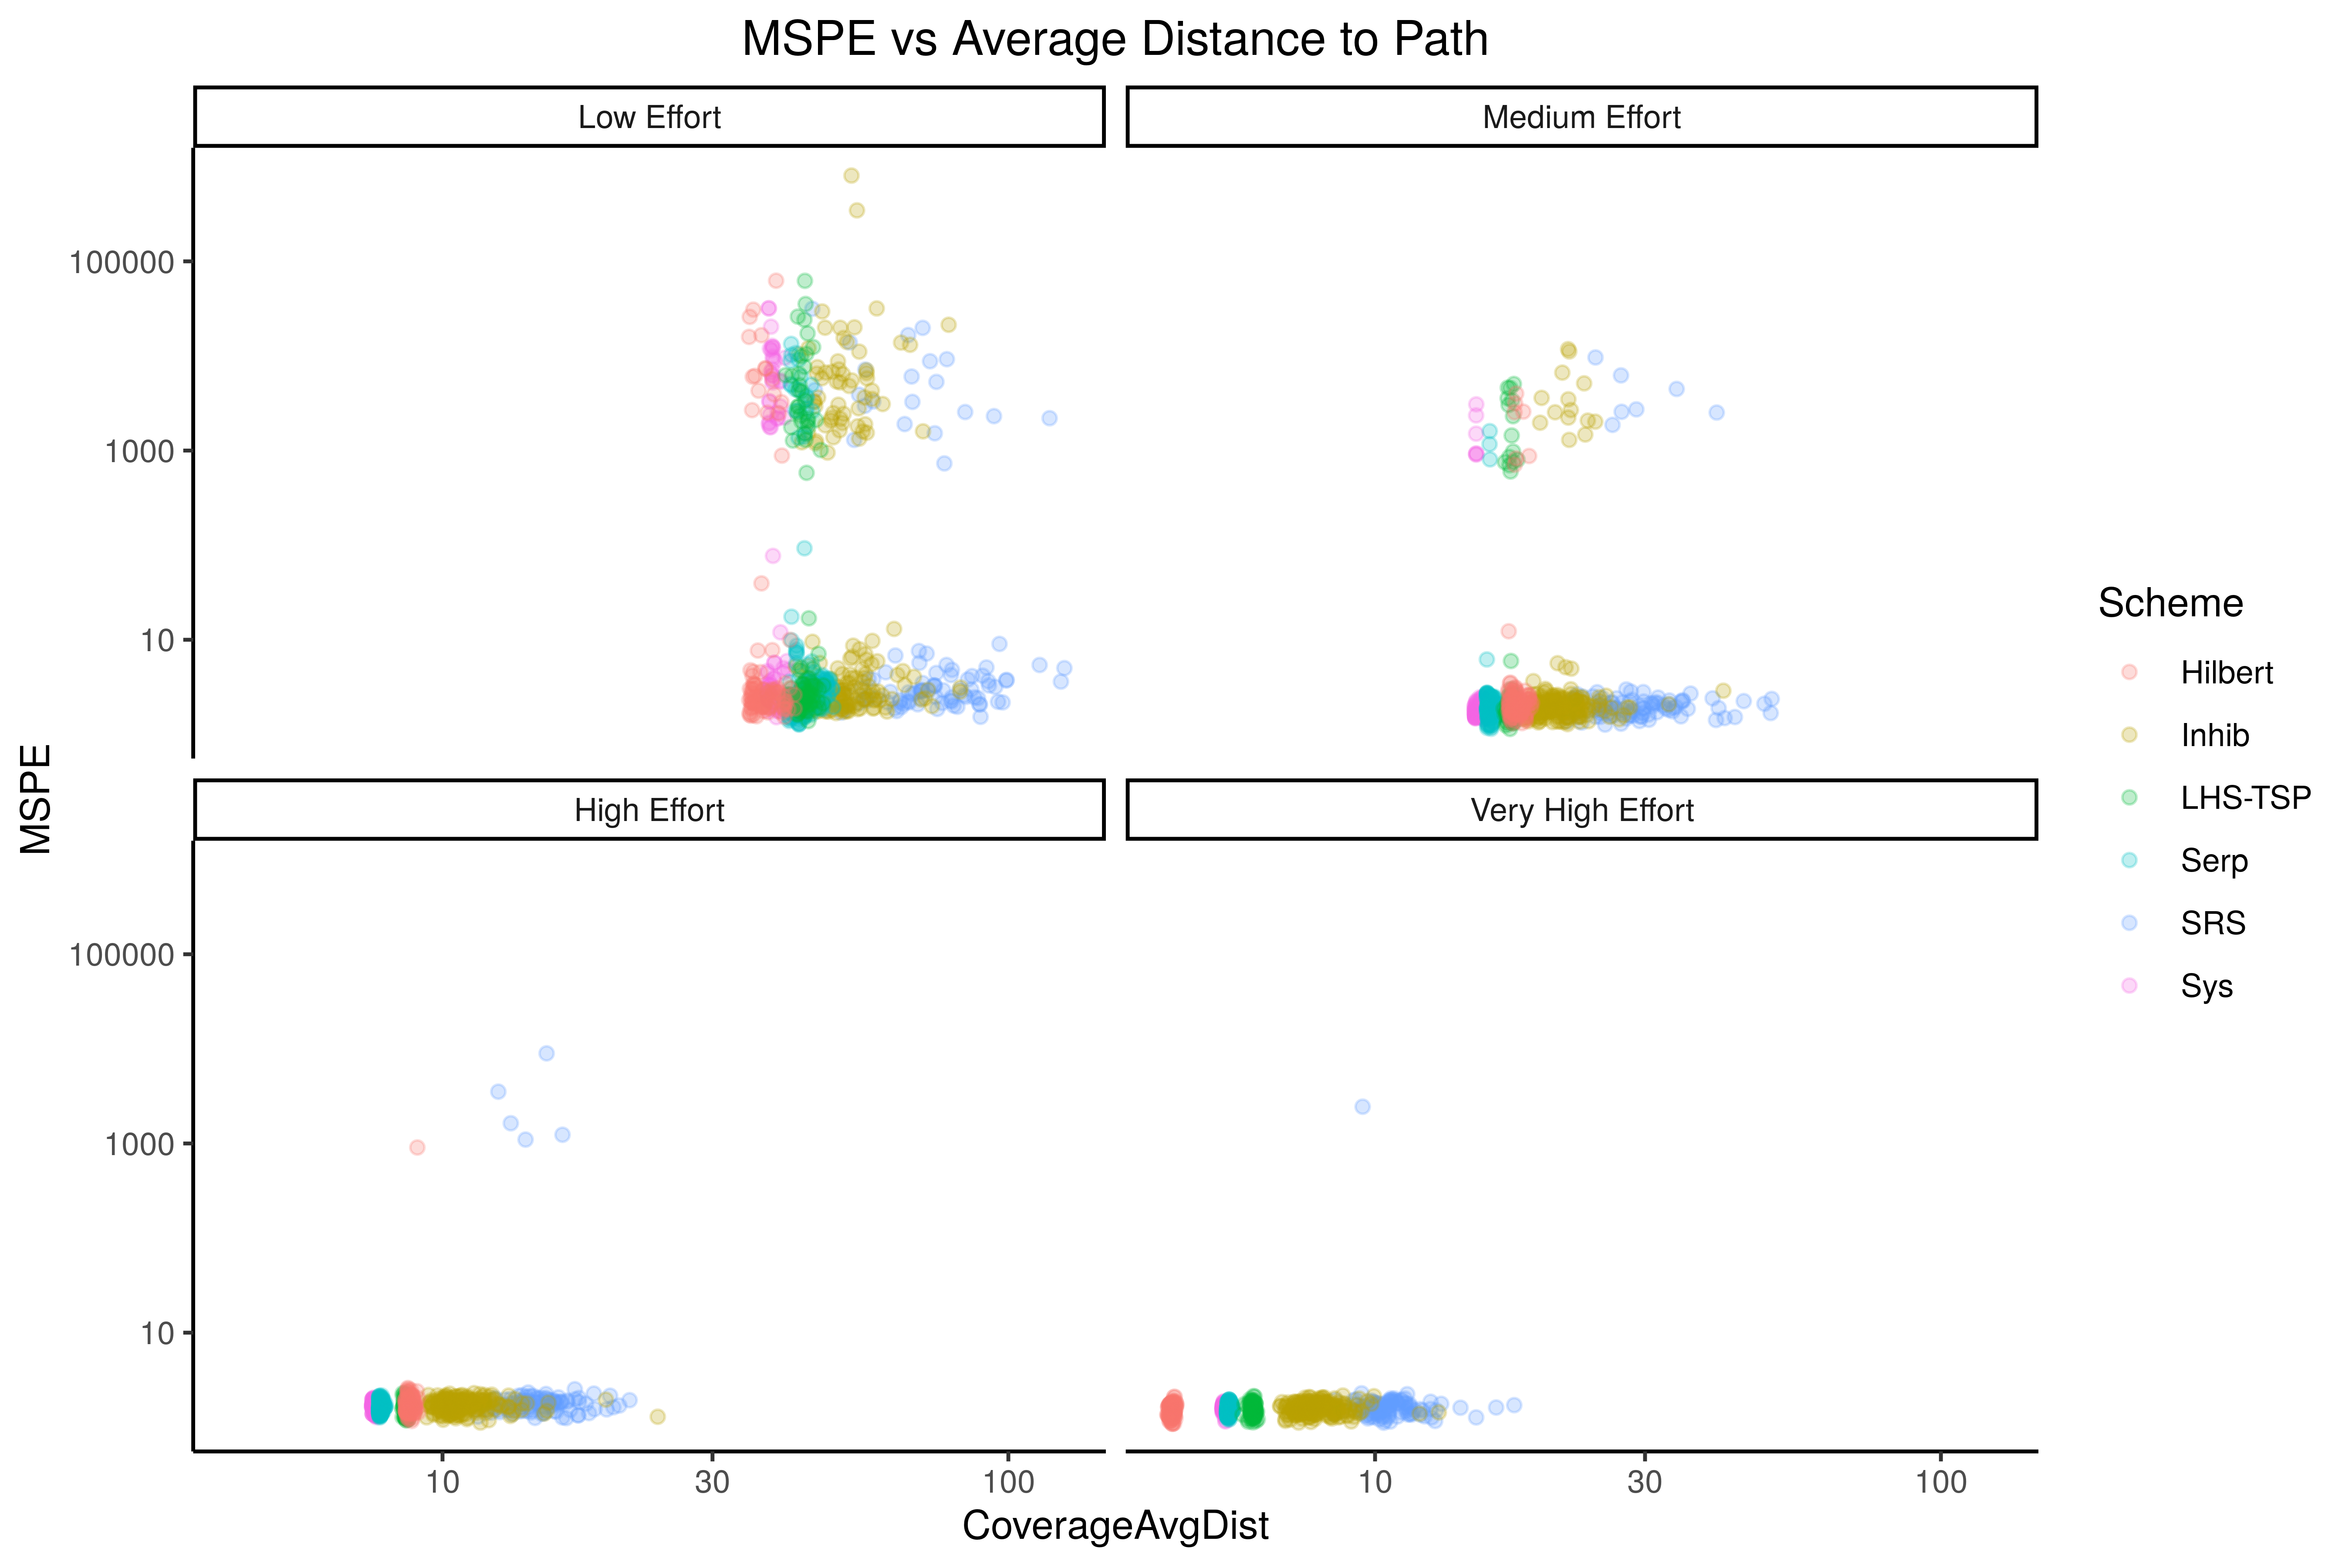 MSPE vs Average Distance to Path
Low Effort
Medium Effort
100000
1000
10
High Effort
Very High Effort
100000
1000
10
10
30
100
10
30
100
CoverageAvgDist
MSPE
Scheme
Hilbert
Inhib
LHS-TSP
Serp
SRS
Sys